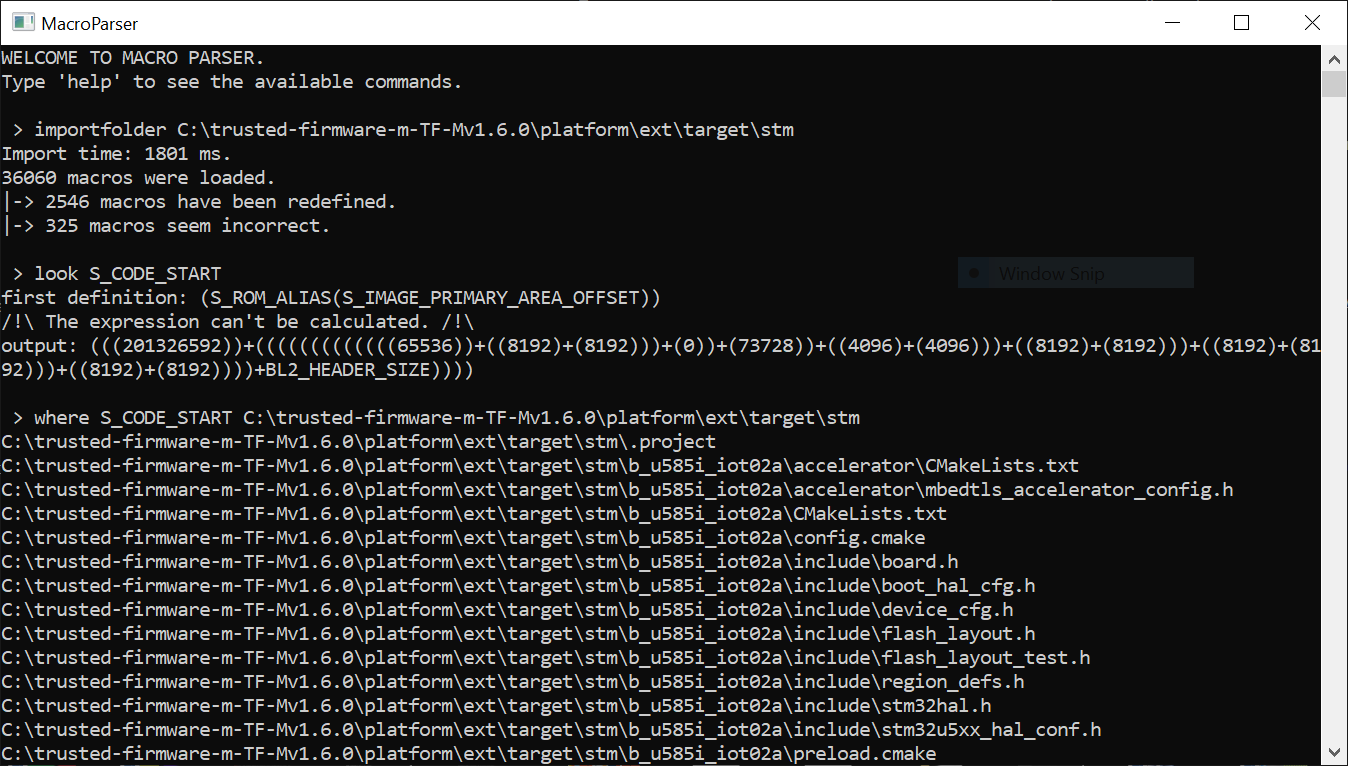 MacroParser
WELCOME TO MACRO PARSER.
Type 'help' to see the available commands.
> importfolder C:\trusted-firmware-m-TF-Mv1.6.0\platform\ext\target\stm
Import time: 1801 ms.
36060 macros were loaded.
|-> 2546 macros have been redefined.
|-> 325 macros seem incorrect.
> look S_CODE_START
Window Snip
first definition: (S_ROM_ALIAS(S_IMAGE_PRIMARY_AREA_OFFSET))
/!\ The expression can't be calculated. /!\
output: (((201326592))+(((((((((((((65536))+((8192)+(8192)))+(0))+(73728))+((4096)+(4096)))+((8192)+(8192)))+((8192)+(81
92)))+((8192)+(8192))))+BL2_HEADER_SIZE))))
> where S_CODE_START C:\trusted-firmware-m-TF-Mv1.6.0\platform\ext\target\stm
C:\trusted-firmware-m-TF-Mv1.6.0\platform\ext\target\stm\.project
C:\trusted-firmware-m-TF-Mv1.6.0\platform\ext\target\stm\b_u585i_iot02a\accelerator\CMakeLists.txt
C:\trusted-firmware-m-TF-Mv1.6.0\platform\ext\target\stm\b_u585i_iot02a\accelerator\mbedtls_accelerator_config.h
C:\trusted-firmware-m-TF-Mv1.6.0\platform\ext\target\stm\b_u585i_iot02a\CMakeLists.txt
C:\trusted-firmware-m-TF-Mv1.6.0\platform\ext\target\stm\b_u585i_iot02a\config.cmake
C:\trusted-firmware-m-TF-Mv1.6.0\platform\ext\target\stm\b_u585i_iot02a\include\board.h
C:\trusted-firmware-m-TF-Mv1.6.0\platform\ext\target\stm\b_u585i_iot02a\include\boot_hal_cfg.h
C:\trusted-firmware-m-TF-Mv1.6.0\platform\ext\target\stm\b_u585i_iot02a\include\device_cfg.h
C:\trusted-firmware-m-TF-Mv1.6.0\platform\ext\target\stm\b_u585i_iot02a\include\flash_layout.h
C:\trusted-firmware-m-TF-Mv1.6.0\platform\ext\target\stm\b_u585i_iot02a\include\flash_layout_test.h
C:\trusted-firmware-m-TF-Mv1.6.0\platform\ext\target\stm\b_u585i_iot02a\include\region_defs.h
C:\trusted-firmware-m-TF-Mv1.6.0\platform\ext\target\stm\b_u585i_iot02a\include\stm32hal.h
C:\trusted-firmware-m-TF-Mv1.6.0\platform\ext\target\stm\b_u585i_iot02a\include\stm32u5xx_hal_conf.h
C:\trusted-firmware-m-TF-Mv1.6.0\platform\ext\target\stm\b_u585i_iot02a\preload.cmake